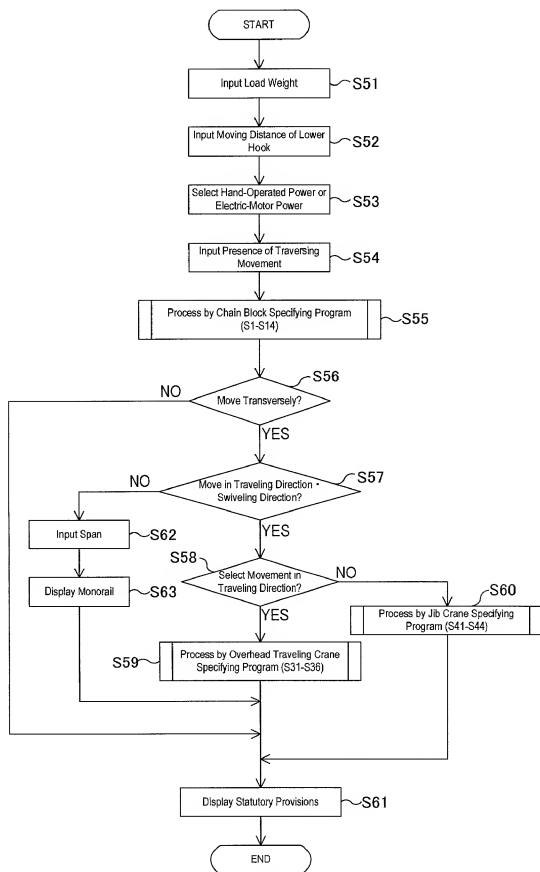 START
Input Load Weight
S51
Input Moving Distance of Lower
Hook
S52
Select Hand-Operated Power or
Electric-Motor Power
S53
Input Presence of Traversing
Movement
S54
Process by Chain Block Specifying Program
(S1-S14)
S55
S56
NO
Move Transversely?
YES
S57
NO
Move in Traveling Direction・
Swiveling Direction?
YES
Input Span
S62
S58
Select Movement in
Traveling Direction?
NO
YES
Display Monorail
S63
S60
Process by Jib Crane Specifying
Program (S41-S44)
S59
Process by Overhead Traveling Crane
Specifying Program (S31-S36)
Display Statutory Provisions
S61
END